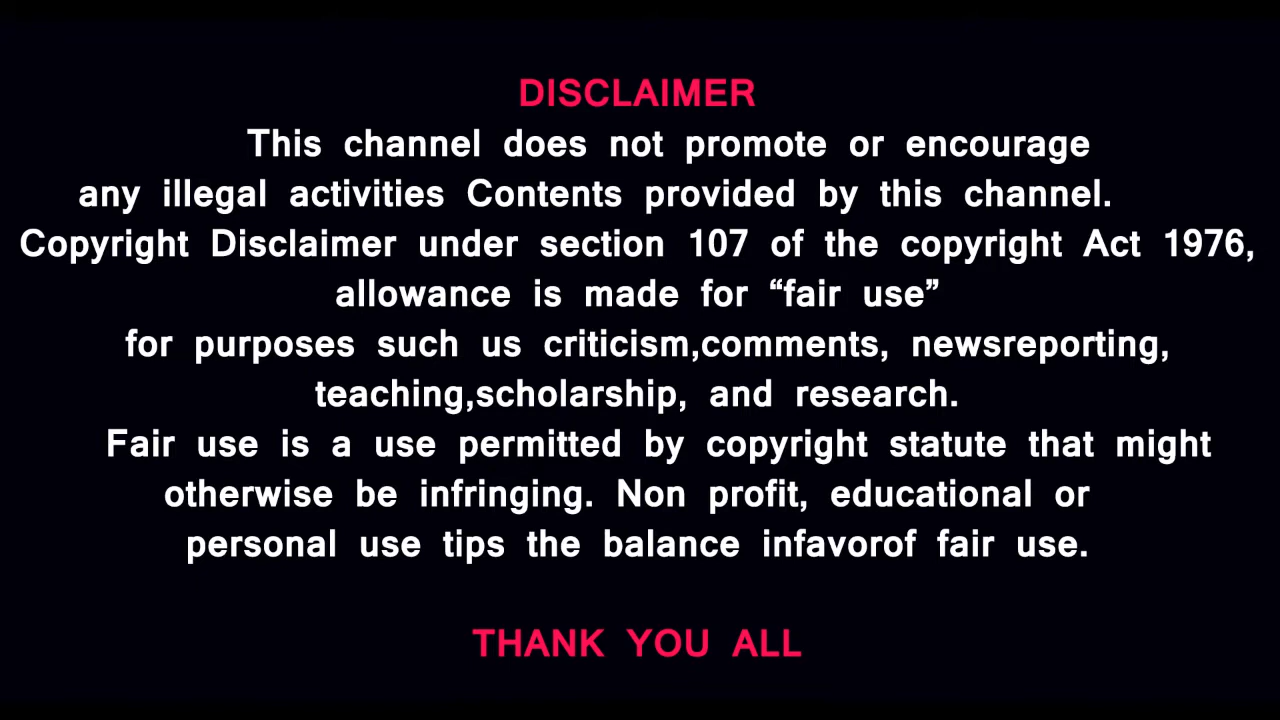 DISCLAIMER
This channel does not promote or encourage
any illegal activities Contents provided by this channel.
Copyright Disclaimer under section 107 of the copyright Act 1976,
allowance is made for “fair use”
for purposes such us criticism,comments, newsreporting,
teaching,scholarship, and research.
Fair use is a use permitted by copyright statute that might
otherwise be infringing. Non profit, educational or
personal use tips the balance infavorof fair use.
THANK YOU ALL